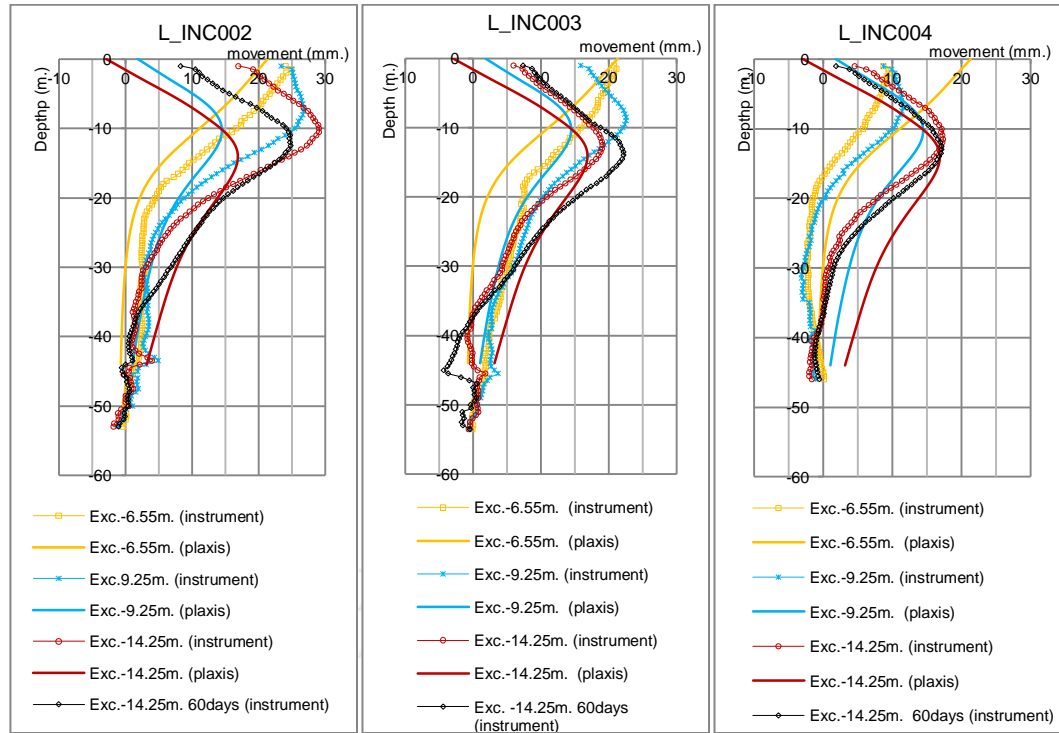 L_INC002
movement (mm.)
-10 0 10 20 30
Depthp (m.)
0
-10
-20
-30
-40
-50
-60
Exc.-6.55m. (instrument)
Exc.-6.55m. (plaxis)
Exc.9.25m. (instrument)
Exc.-9.25m. (plaxis)
Exc.-14.25m. (instrument)
Exc.-14.25m. (plaxis)
Exc.-14.25m. 60days (instrument)
L_INC003
movement (mm.)
-10 0 10 20 30
Depth (m.)
0
-10
-20
-30
-40
-50
-60
Exc.-6.55m. (instrument)
Exc.-6.55m. (plaxis)
Exc.-9.25m. (instrument)
Exc.-9.25m. (plaxis)
Exc.-14.25m. (instrument)
Exc.-14.25m. (plaxis)
Exc. -14.25m. 60days
(instrument)
L_INC004
movement (mm.)
-10 0 10 20 30
Depth (m.)
0
-10
-20
-30
-40
-50
-60
Exc.-6.55m. (instrument)
Exc.-6.55m. (plaxis)
Exc.-9.25m. (instrument)
Exc.-9.25m. (plaxis)
Exc.-14.25m. (instrument)
Exc.-14.25m. (plaxis)
Exc.-14.25m. 60days (instrument)